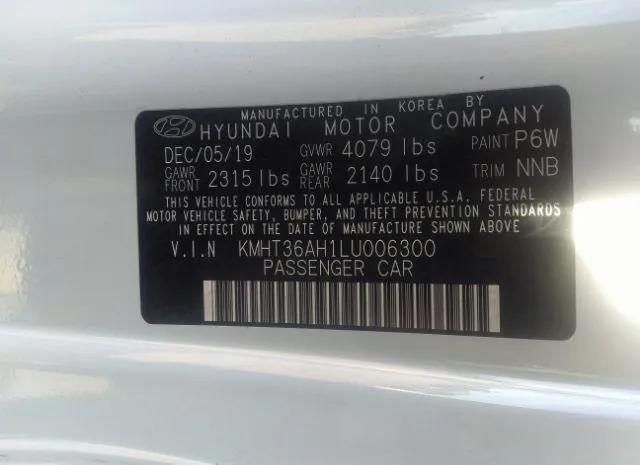 MANUFACTURED IN KOREA BY
HYUNDAI MOTOR COMPANY
DEC/05/19 GVWR 4079 lbs PAINT P6W
GAWR FRONT 2315 lbs GAWR REAR 2140 lbs TRIM NNB
THIS VEHICLE CONFORMS TO ALL APPLICABLE U.S.A. FEDERAL
MOTOR VEHICLE SAFETY, BUMPER, AND THEFT PREVENTION STANDARDS
IN EFFECT ON THE DATE OF MANUFACTURE SHOWN ABOVE
V.I.N KMHT36AH1LU006300
PASSENGER CAR